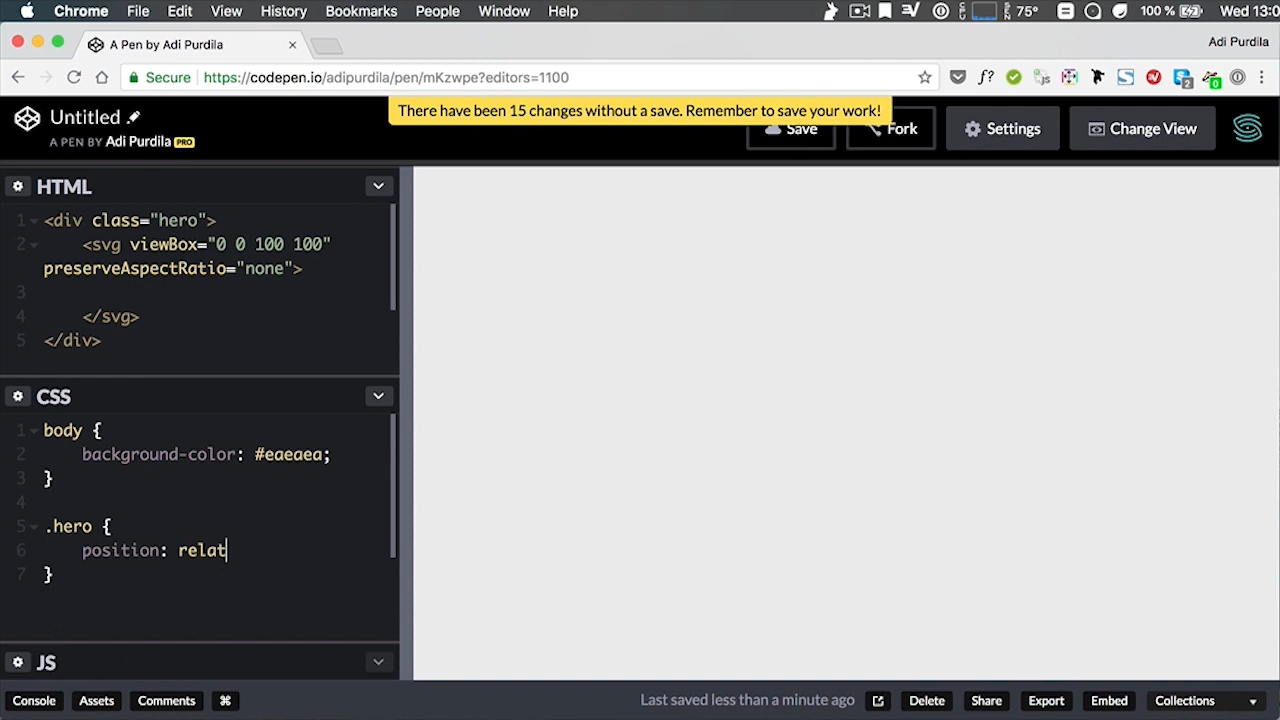 Chrome File Edit View History Bookmarks People Window Help 75° 100% Wed 13:0
A Pen by Adi Purdila Adi Purdila
Secure https://codepen.io/adipurdila/pen/mKzwpe?editors=1100
There have been 15 changes without a save. Remember to save your work!
Untitled
A PEN BY Adi Purdila PRO
Save Fork Settings Change View
HTML
1 <div class="hero">
2 <svg viewBox="0 0 100 100"
preserveAspectRatio="none">
3
4 </svg>
5 </div>
CSS
1 body {
2 background-color: #eaeaea;
3 }
4
5 .hero {
6 position: relat
7 }
JS
Console Assets Comments ⌘ Last saved less than a minute ago Delete Share Export Embed Collections